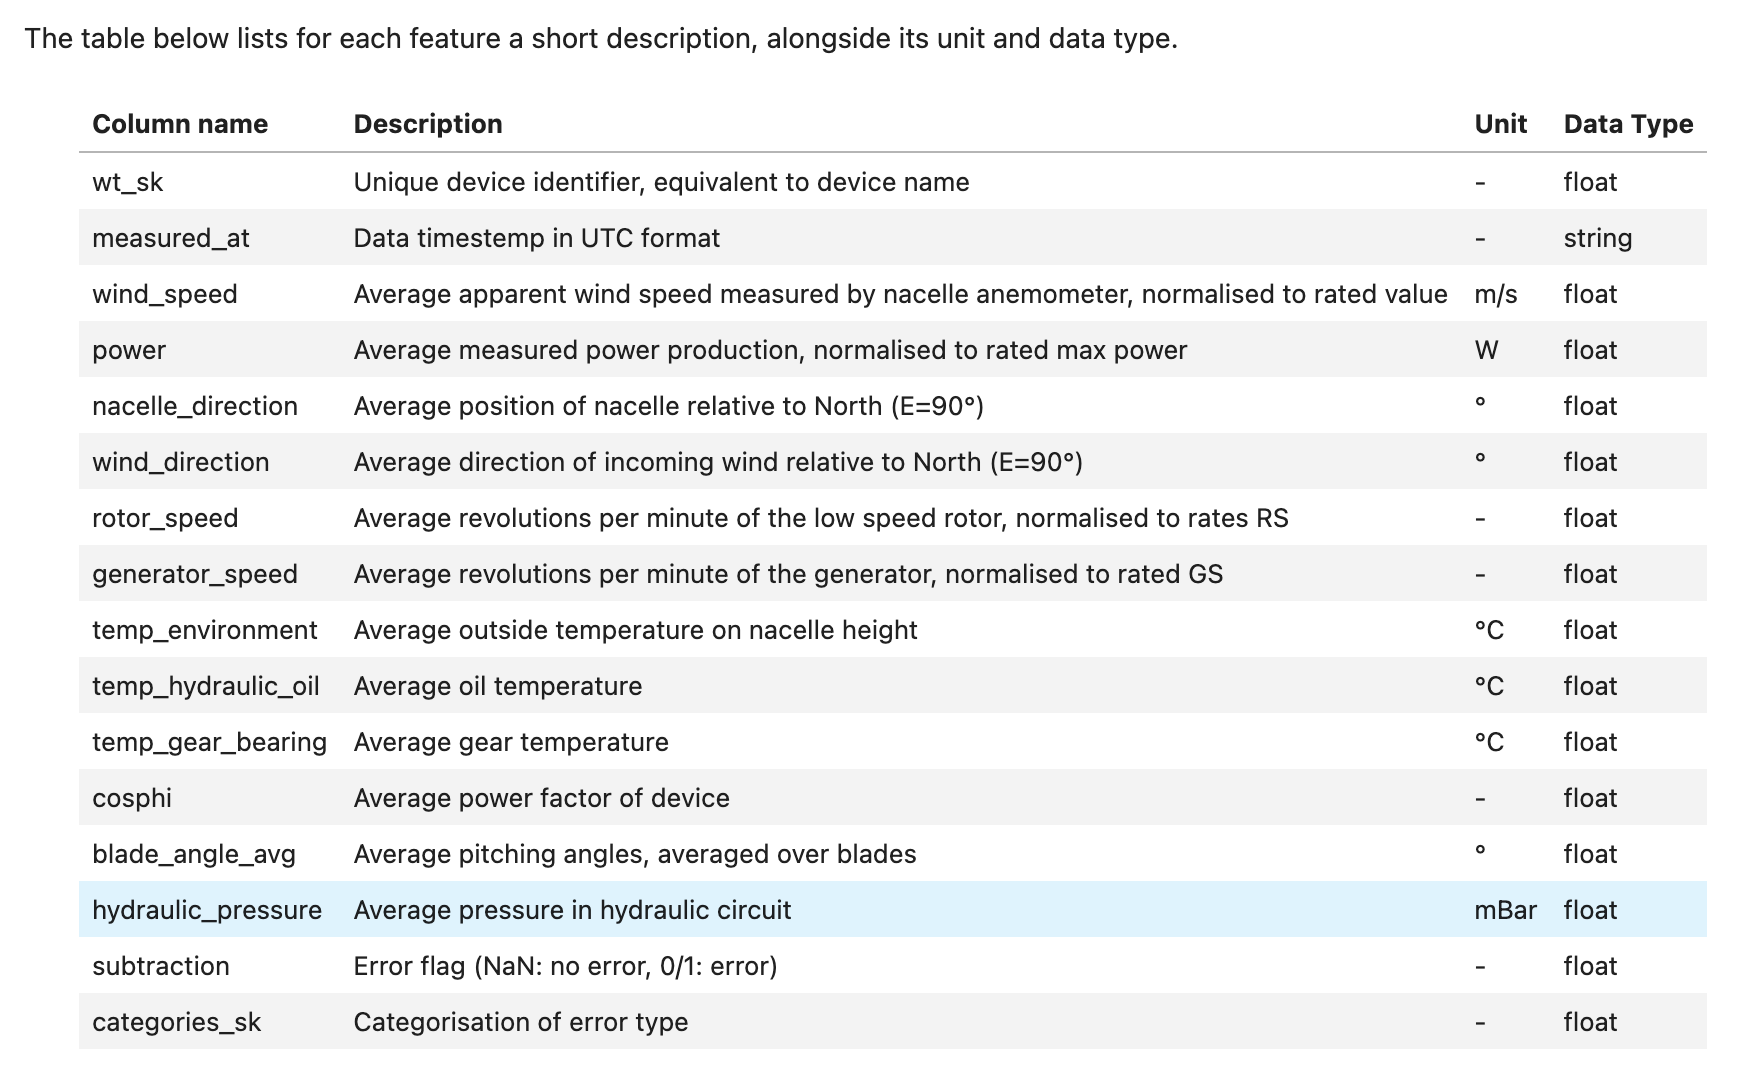 The table below lists for each feature a short description, alongside its unit and data type.
Column name Description Unit Data Type
wt_sk Unique device identifier, equivalent to device name - float
measured_at Data timestemp in UTC format - string
wind_speed Average apparent wind speed measured by nacelle anemometer, normalised to rated value m/s float
power Average measured power production, normalised to rated max power W float
nacelle_direction Average position of nacelle relative to North (E=90°) ° float
wind_direction Average direction of incoming wind relative to North (E=90°) ° float
rotor_speed Average revolutions per minute of the low speed rotor, normalised to rates RS - float
generator_speed Average revolutions per minute of the generator, normalised to rated GS - float
temp_environment Average outside temperature on nacelle height °C float
temp_hydraulic_oil Average oil temperature °C float
temp_gear_bearing Average gear temperature °C float
cosphi Average power factor of device - float
blade_angle_avg Average pitching angles, averaged over blades ° float
hydraulic_pressure Average pressure in hydraulic circuit mBar float
subtraction Error flag (NaN: no error, 0/1: error) - float
categories_sk Categorisation of error type - float